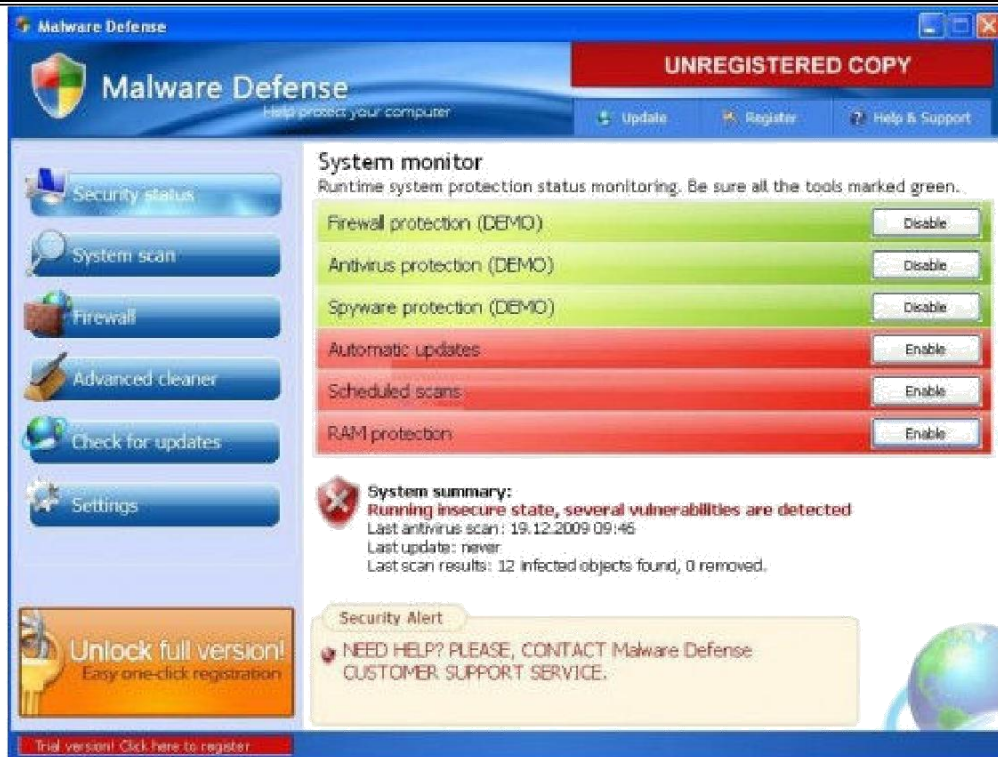 Malware Defense
Malware Defense
Help protect your computer
UNREGISTERED COPY
Update
Register
Help & Support
Security status
System scan
Firewall
Advanced cleaner
Check for updates
Settings
Unlock full version!
Easy one-click registration
Trial version! Click here to register
System monitor
Runtime system protection status monitoring. Be sure all the tools marked green.
Firewall protection (DEMO) Disable
Antivirus protection (DEMO) Disable
Spyware protection (DEMO) Disable
Automatic updates Enable
Scheduled scans Enable
RAM protection Enable
System summary:
Running insecure state, several vulnerabilities are detected
Last antivirus scan: 19.12.2009 09:46
Last update: never
Last scan results: 12 infected objects found, 0 removed.
Security Alert
NEED HELP? PLEASE, CONTACT Malware Defense
CUSTOMER SUPPORT SERVICE.